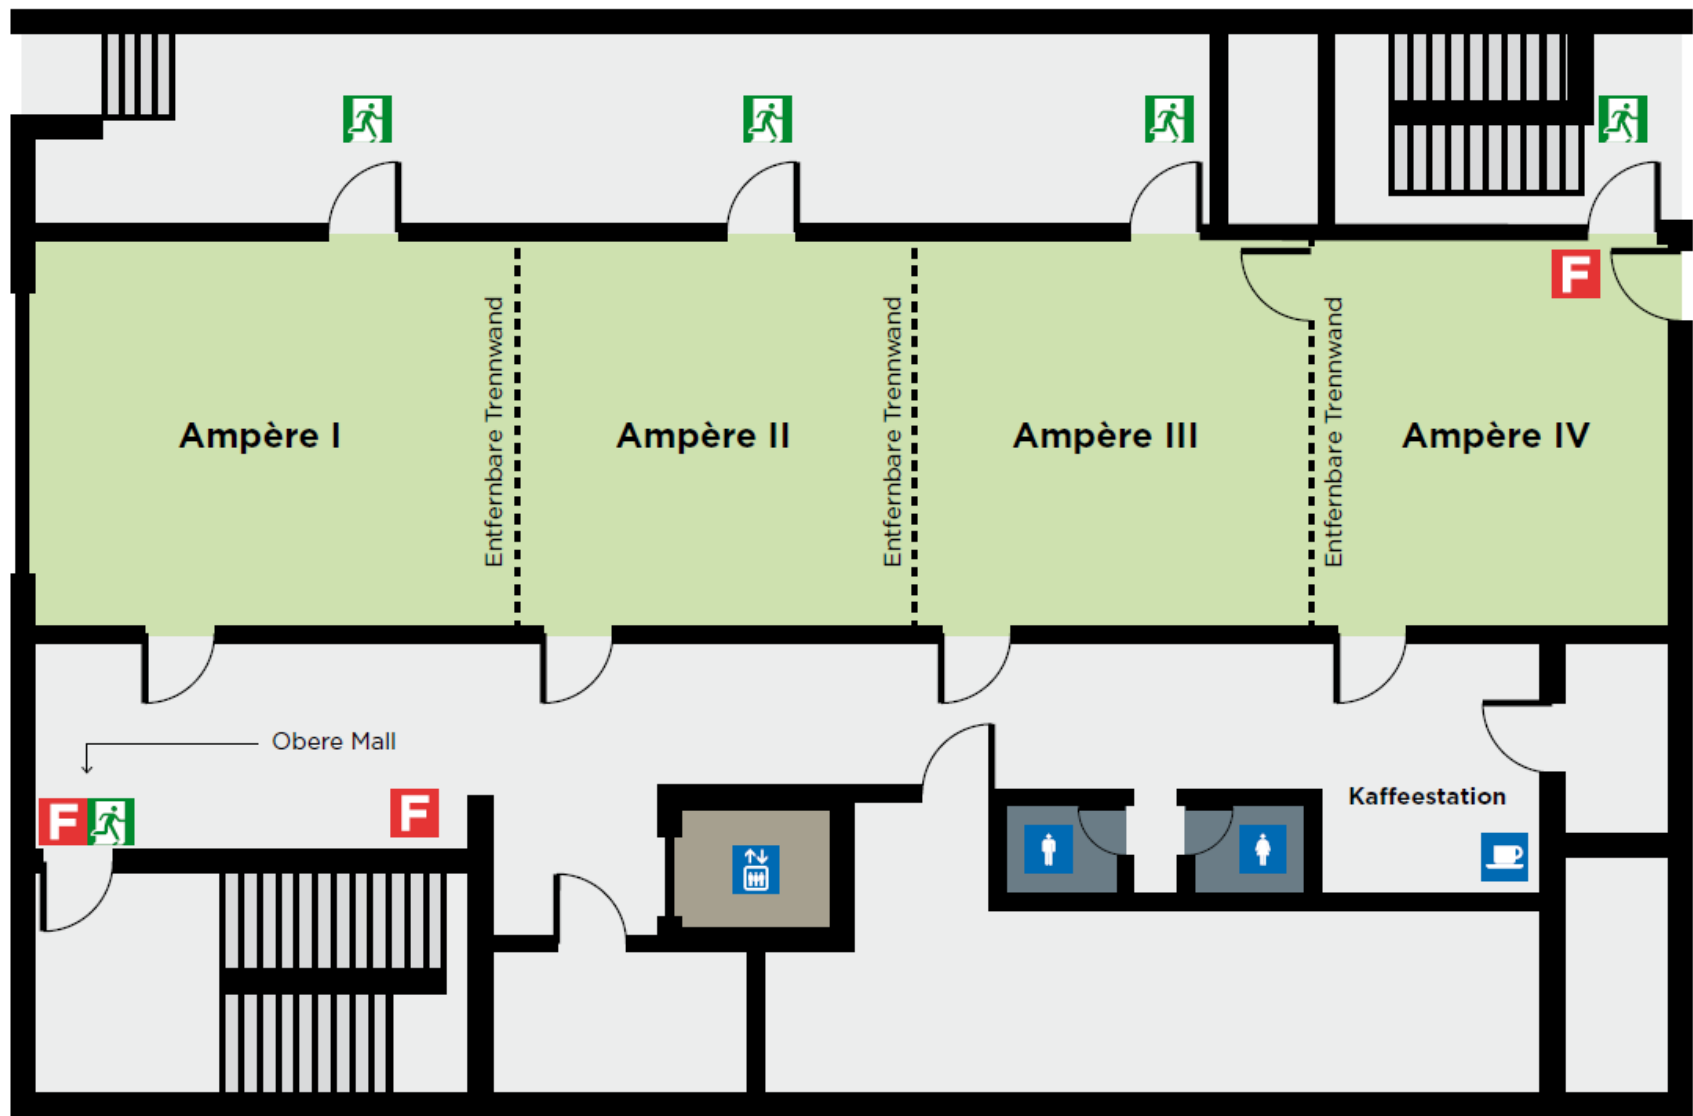 F
Entfernbare Trennwand
Entfernbare Trennwand
Entfernbare Trennwand
Ampère I
Ampère II
Ampère III
Ampère IV
Obere Mall
Kaffeestation
F
F